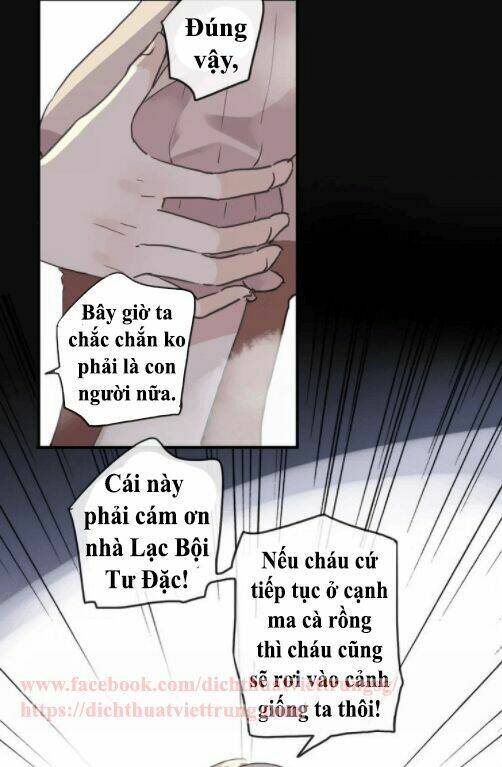 Đúng
vậy,
Bây giờ ta
chắc chắn ko
phải là con
người nữa.
Cái này
phải cám ơn
nhà Lạc Bội
Tư Đặc!
Nếu cháu cứ
tiếp tục ở cạnh
ma cà rồng
thì cháu cũng
sẽ rơi vào cảnh
giống ta thôi!
www.facebook.com/dichthuatviettrungsg/
https://dichthuatviettrung